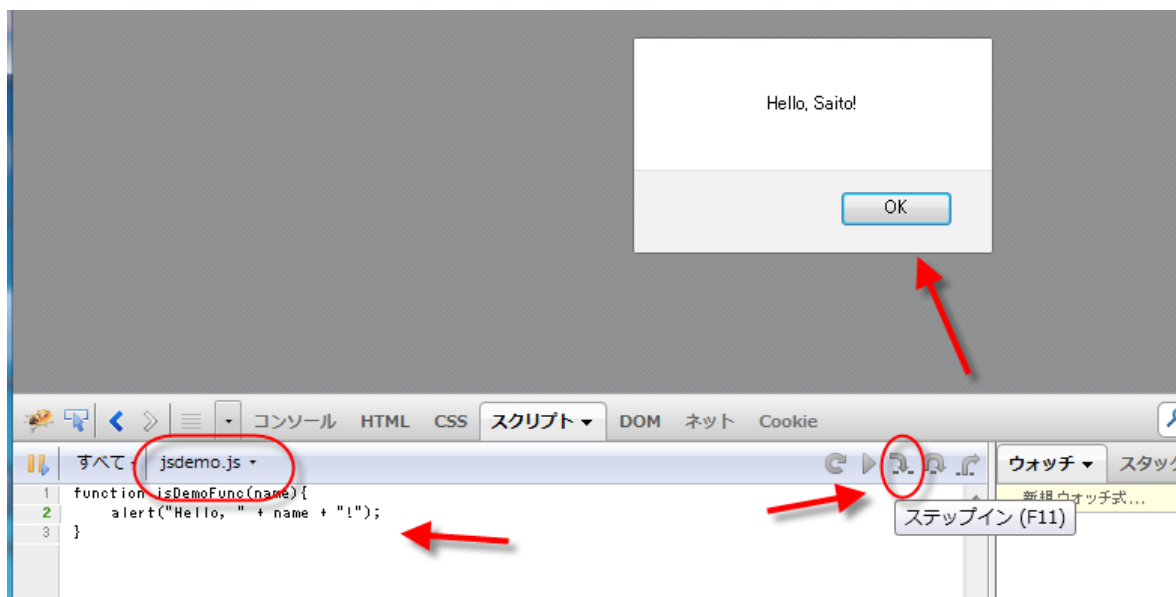 Hello, Saito!
OK
コンソール HTML CSS スクリプト DOM ネット Cookie
すべて jsdemo.js ウォッチ スタック
1 function jsDemoFunc(name){
2 alert("Hello, " + name + "!");
3 }
新規ウォッチ式...
ステップイン (F11)